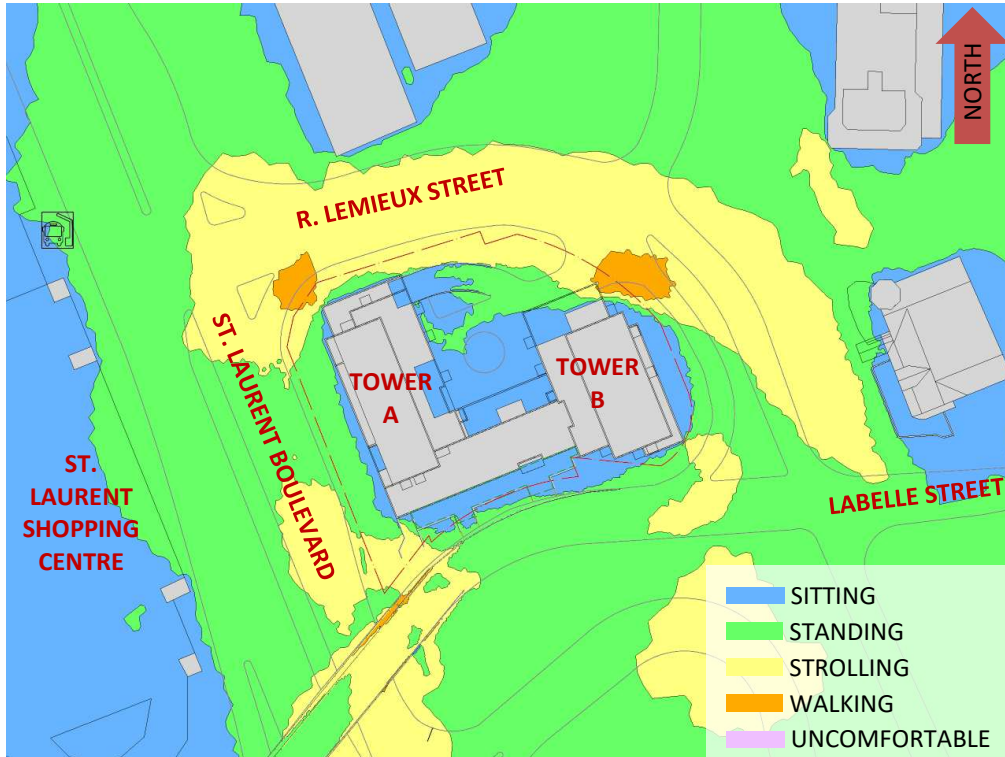 NORTH
R. LEMIEUX STREET
ST. LAURENT BOULEVARD
TOWER
A
TOWER
B
ST.
LAURENT
SHOPPING
CENTRE
LABELLE STREET
SITTING
STANDING
STROLLING
WALKING
UNCOMFORTABLE